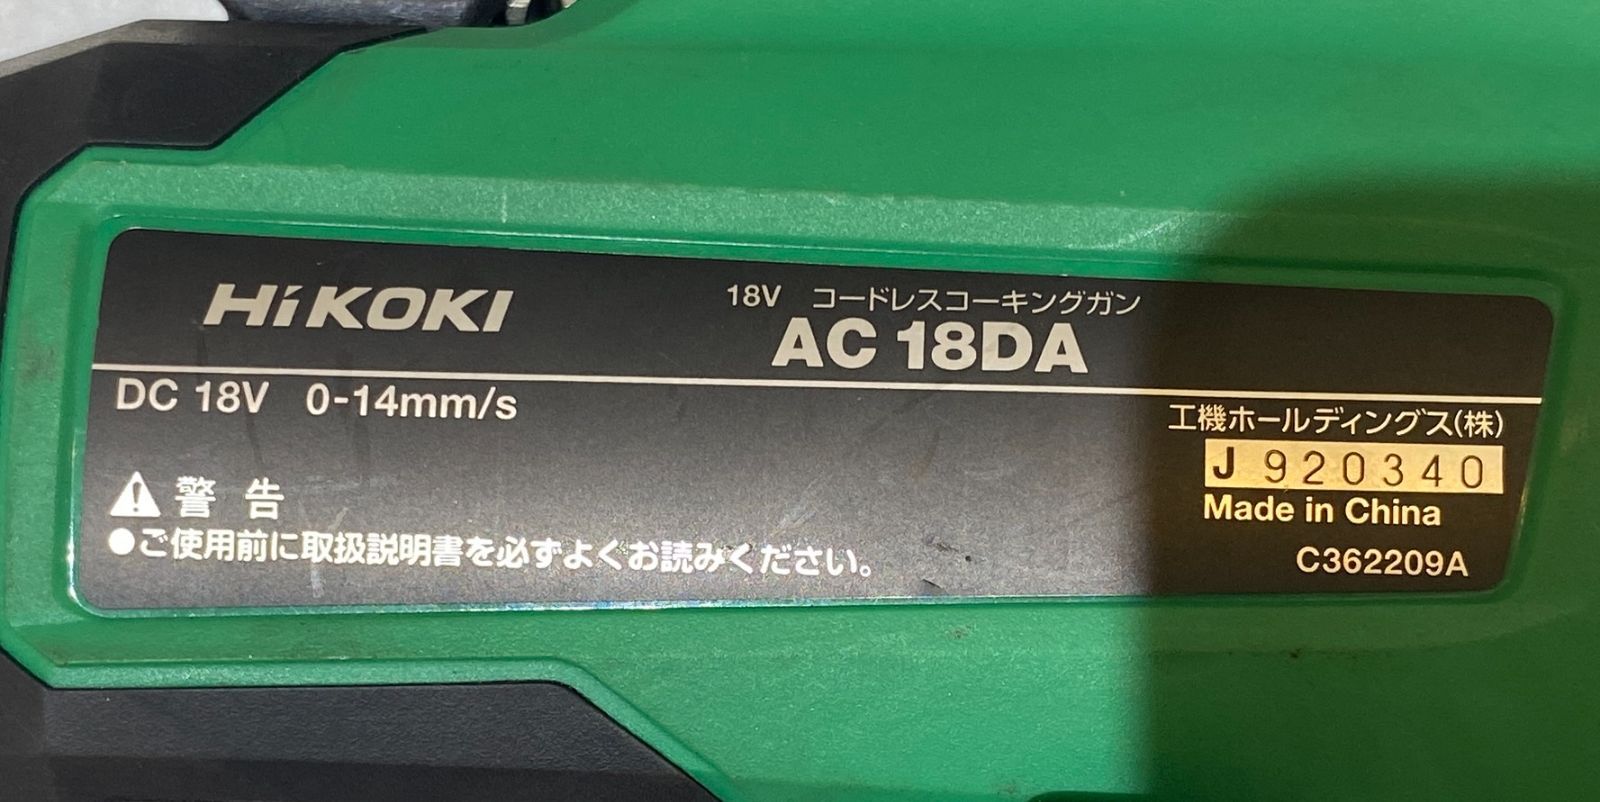 HiKOKI
18V コードレスコーキングガン
AC 18DA
DC 18V 0-14mm/s
工機ホールディングス(株)
J 920340
Made in China
警告
●ご使用前に取扱説明書を必ずよくお読みください。
C362209A